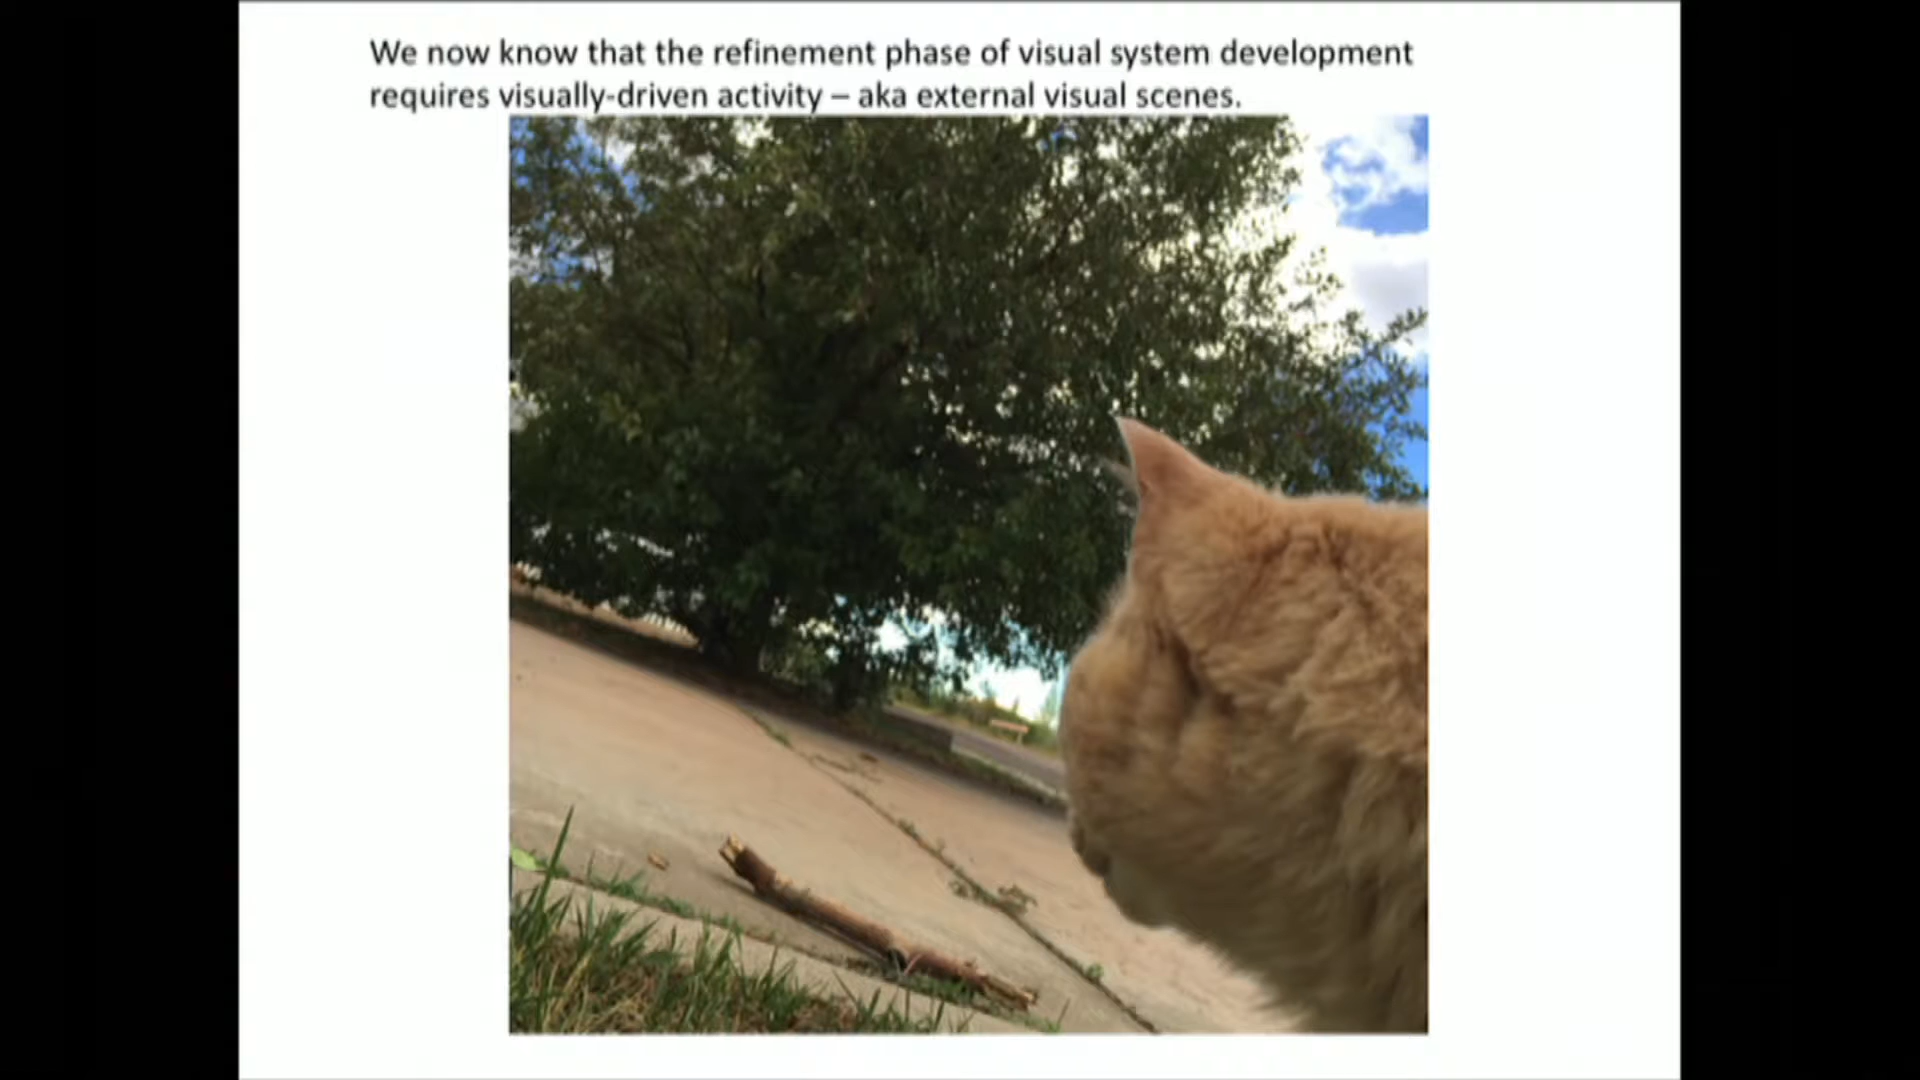 We now know that the refinement phase of visual system development
requires visually-driven activity – aka external visual scenes.